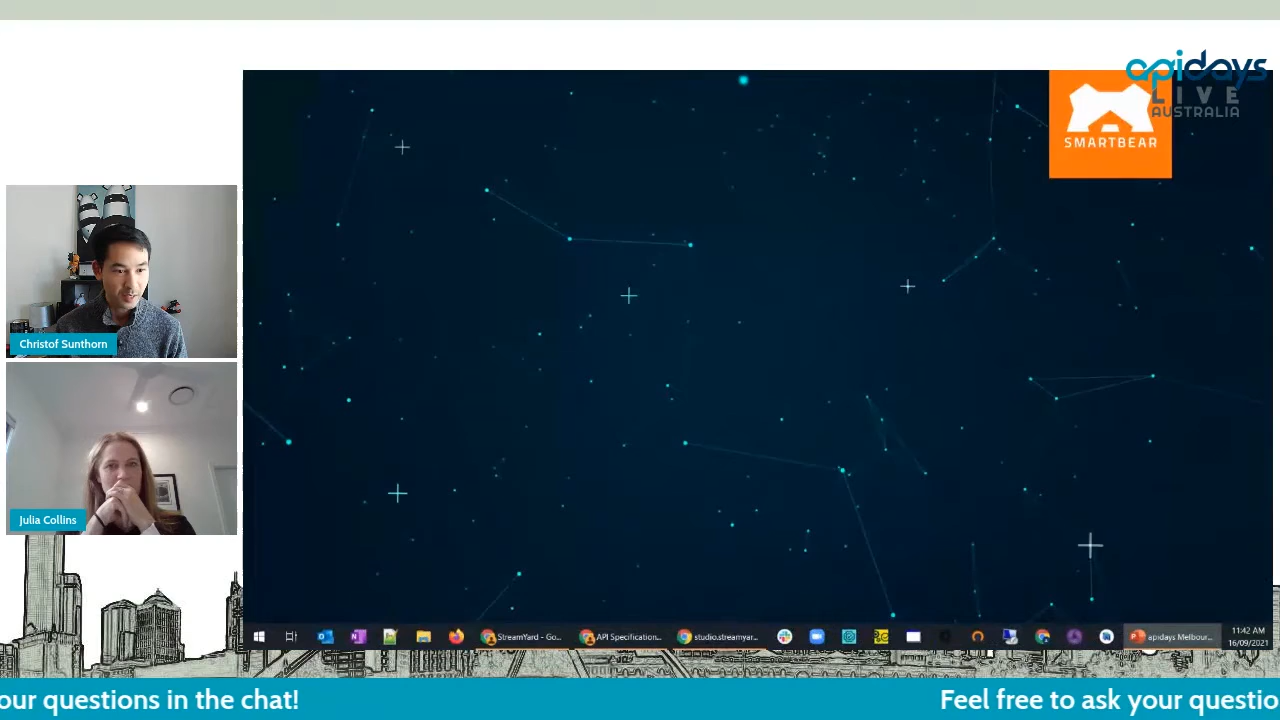 apidays
LIVE
AUSTRALIA
SMARTBEAR
Christof Sunthorn
Julia Collins
StreamYard - Go...
API Specification...
studio.streamyar...
apidays Melbour...
11:42 AM
16/09/2021
our questions in the chat!
Feel free to ask your questio